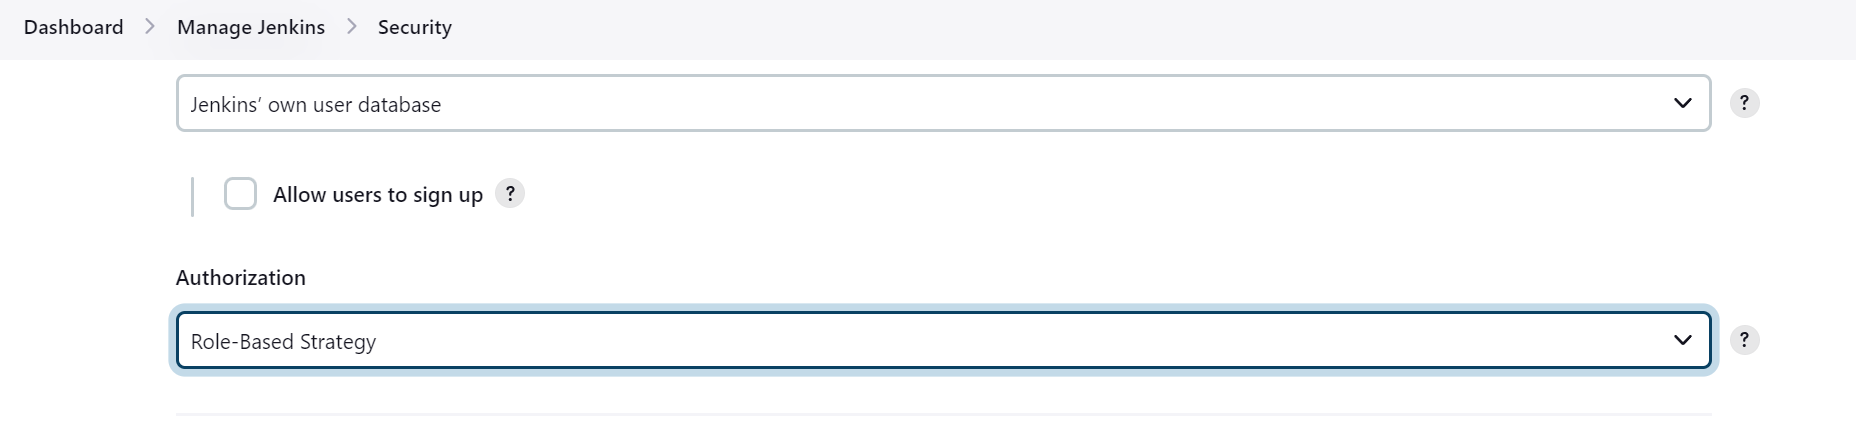 Dashboard > Manage Jenkins > Security
Jenkins’ own user database
?
Allow users to sign up ?
Authorization
Role-Based Strategy
?